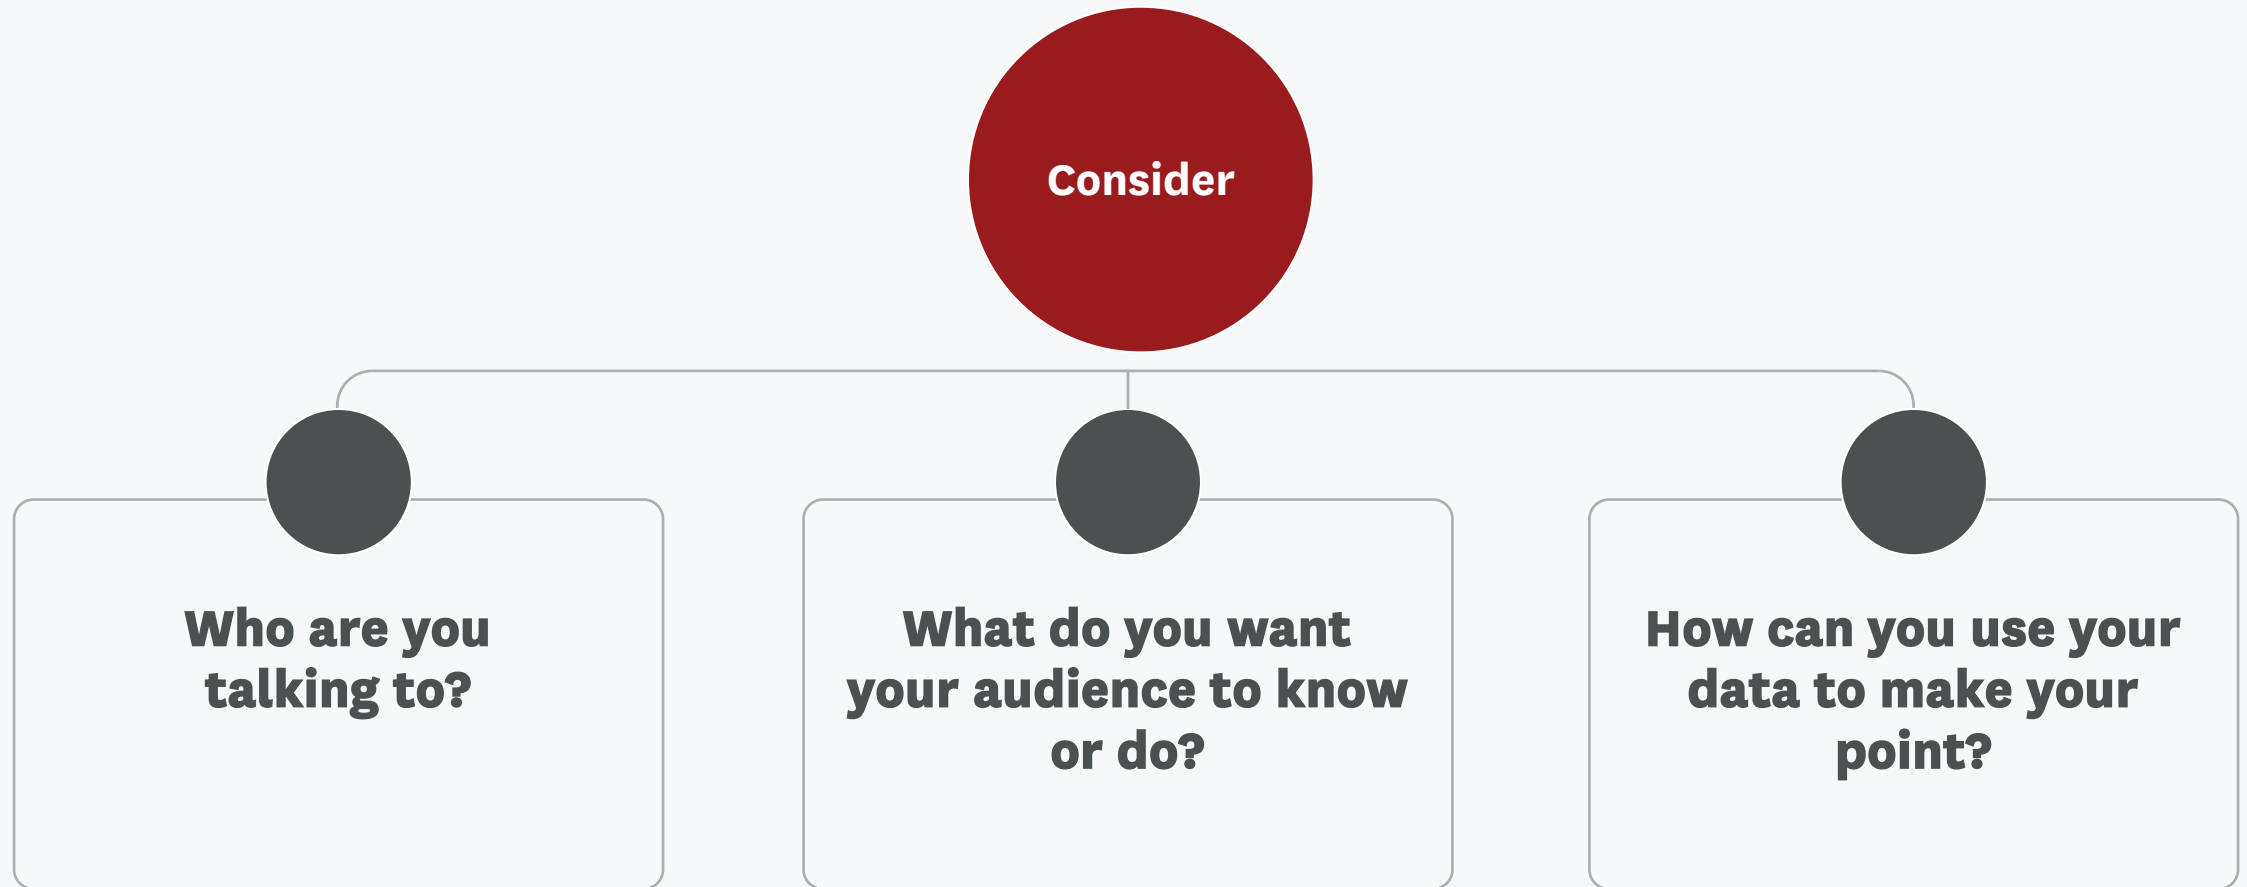 Consider
Who are you
talking to?
What do you want
your audience to know
or do?
How can you use your
data to make your
point?